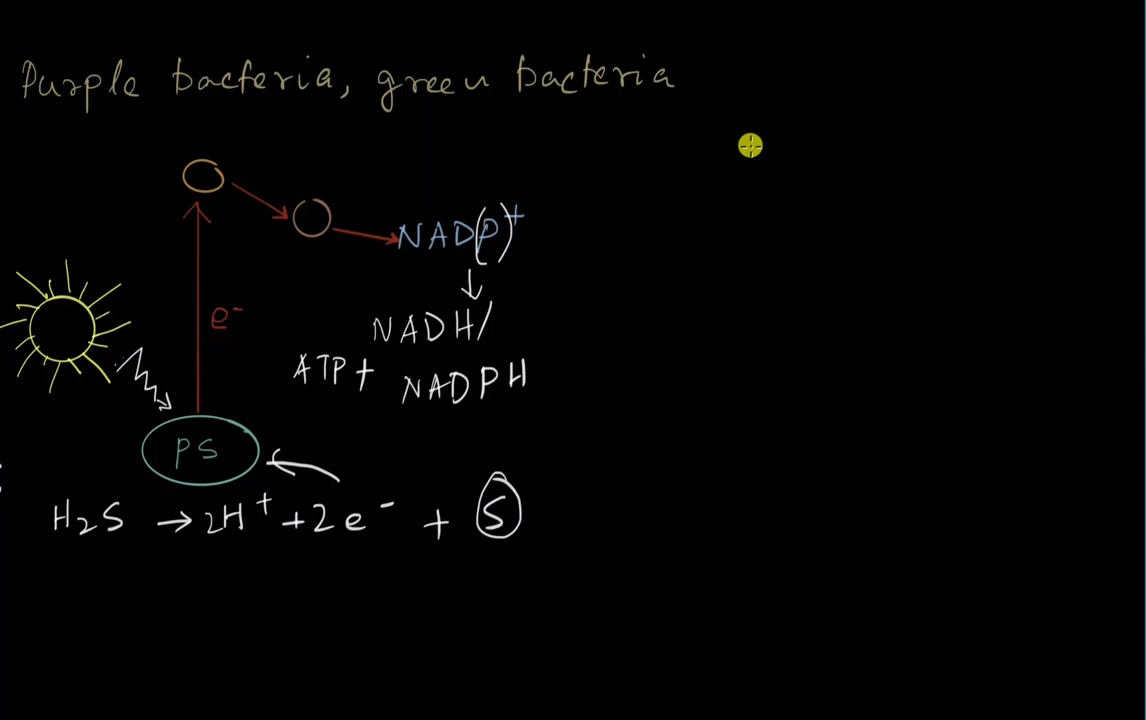 Purple bacteria, green bacteria
NAD(P)+
e-
NADH/
ATP+ NADPH
PS
H2S → 2H+ +2e- + S